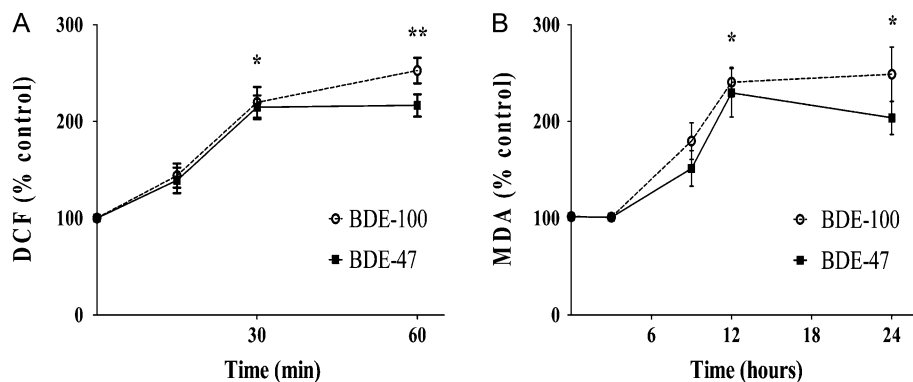 A
300
200
100
0
DCF (% control)
*
**
BDE-100
BDE-47
30
60
Time (min)
B
300
200
100
0
MDA (% control)
*
*
BDE-100
BDE-47
6
12
18
24
Time (hours)